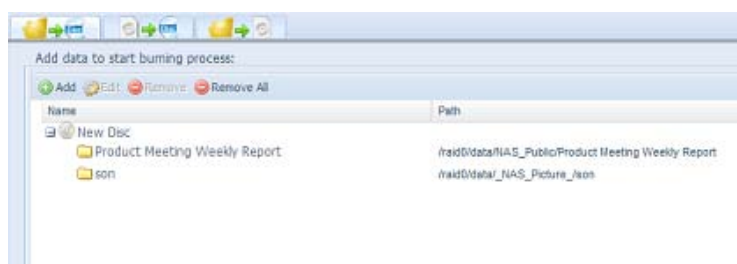 Add data to start burning process:
Add Edit Remove Remove All
Name Path
New Disc
Product Meeting Weekly Report /raid0/data/NAS_Public/Product Meeting Weekly Report
son /raid0/data/_NAS_Picture_/son